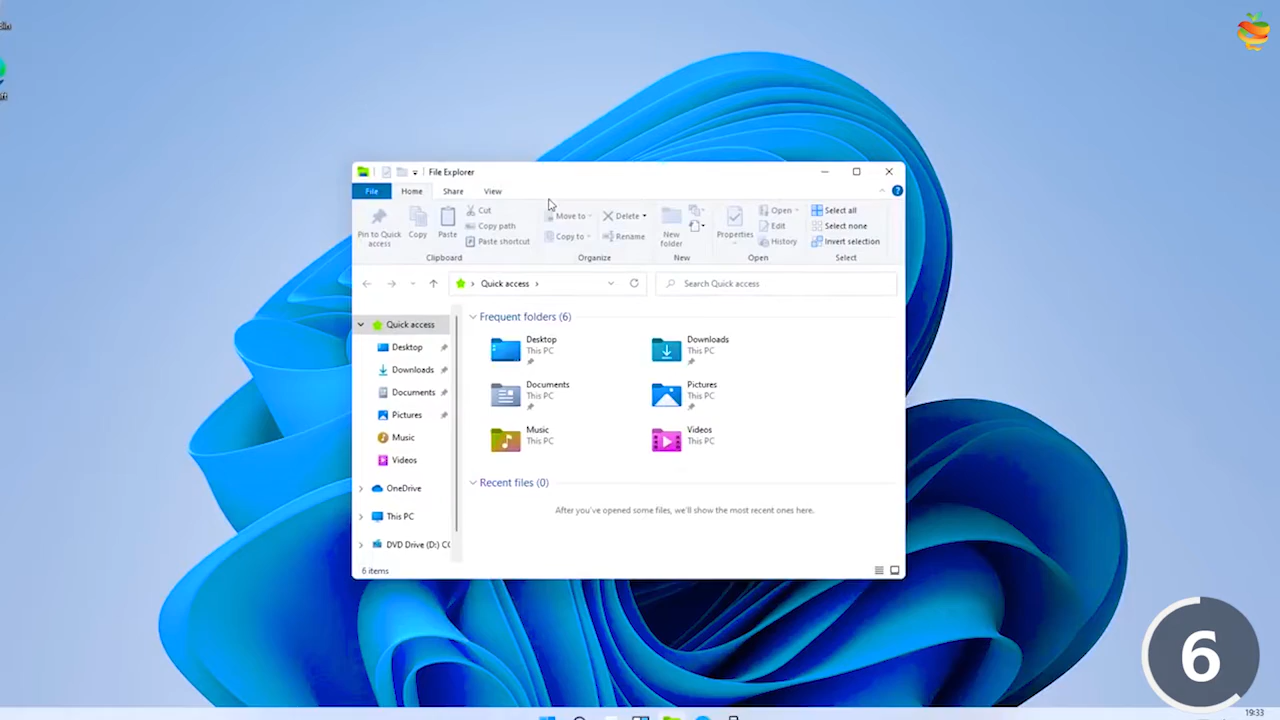 File Explorer
File
Home
Share
View
Pin to Quick
access
Copy
Paste
Cut
Copy path
Paste shortcut
Clipboard
Move to
Copy to
Delete
Rename
Organize
New
folder
New
Properties
Open
Edit
History
Open
Select all
Select none
Invert selection
Select
Quick access
Search Quick access
Quick access
Desktop
Downloads
Documents
Pictures
Music
Videos
OneDrive
This PC
DVD Drive (D:) CC
Frequent folders (6)
Desktop
This PC
Downloads
This PC
Documents
This PC
Pictures
This PC
Music
This PC
Videos
This PC
Recent files (0)
After you've opened some files, we'll show the most recent ones here.
6 items
6
19:33